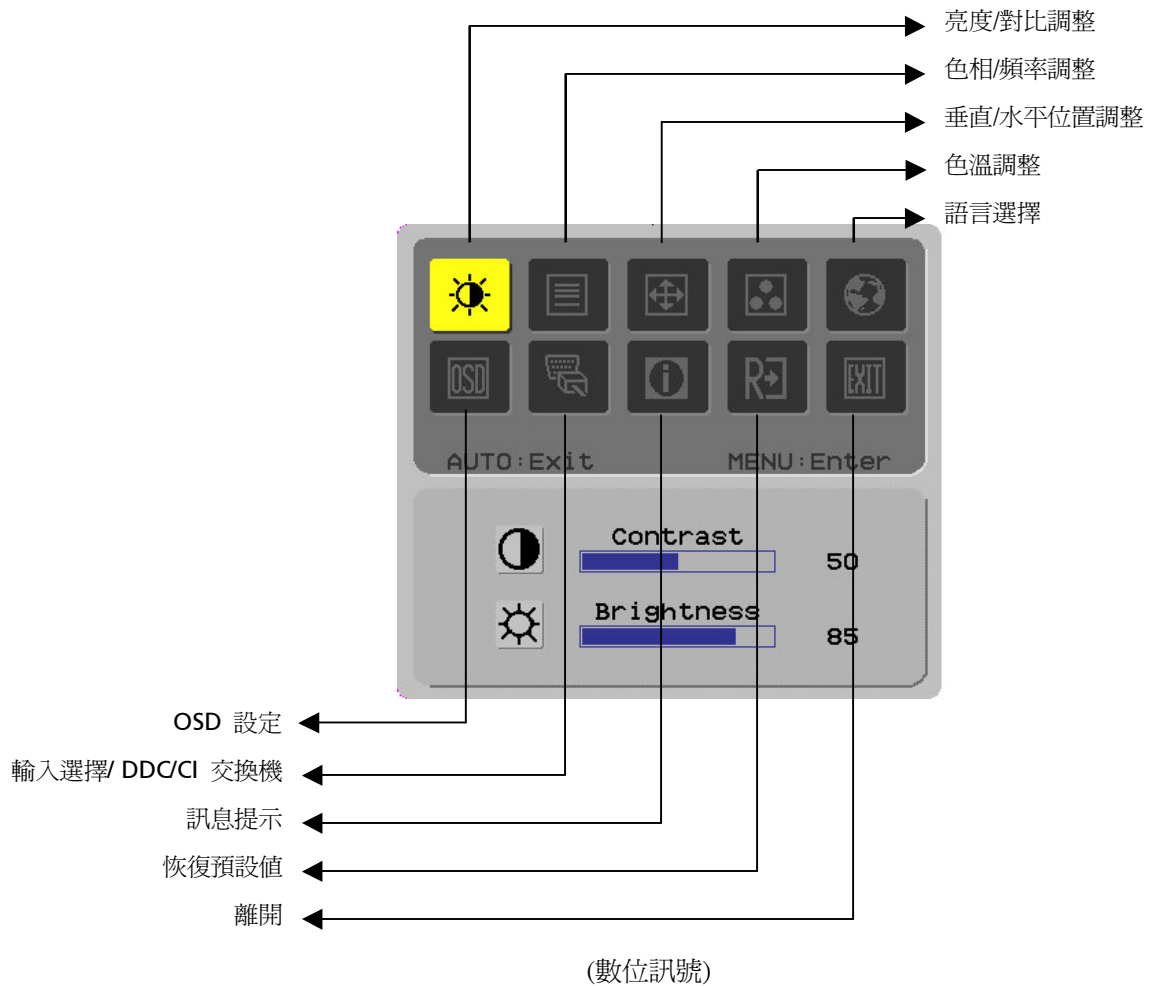 亮度/對比調整
色相/頻率調整
垂直/水平位置調整
色溫調整
語言選擇
OSD
i
R
EXIT
AUTO:Exit MENU:Enter
Contrast
50
Brightness
85
OSD 設定
輸入選擇/ DDC/CI 交換機
訊息提示
恢復預設值
離開
(數位訊號)